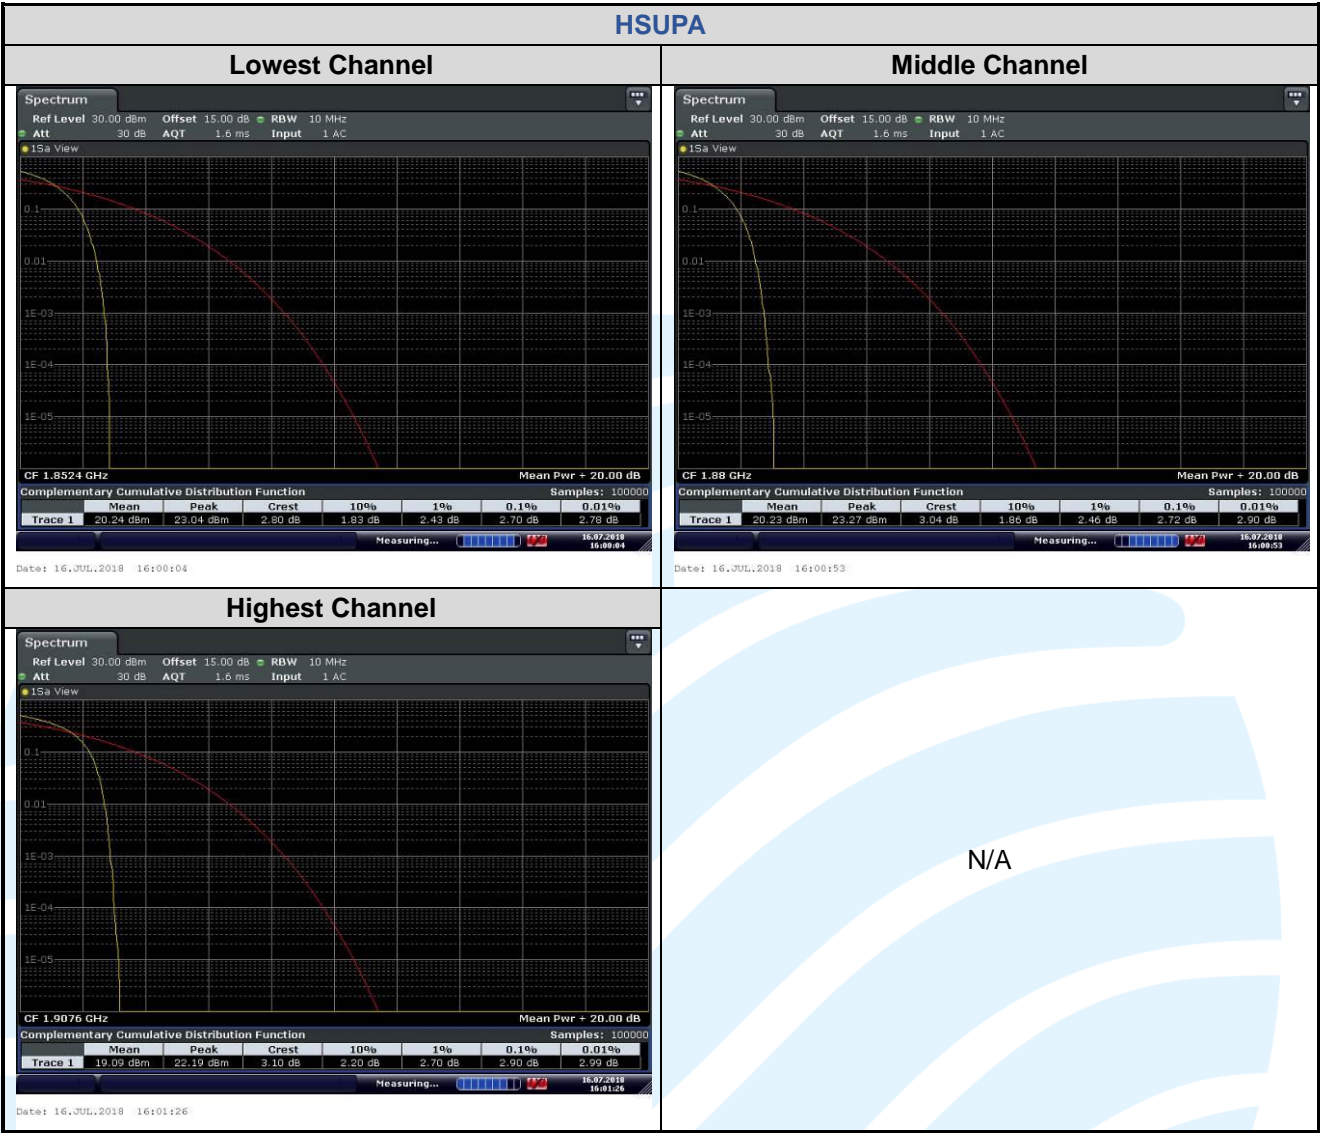 HSUPA
Lowest Channel
Spectrum
Ref Level 30.00 dBm Offset 15.00 dB RBW 10 MHz
Att 30 dB AQT 1.6 ms Input 1 AC
1Sa View
0.1
0.01
1E-03
1E-04
1E-05
CF 1.8524 GHz Mean Pwr + 20.00 dB
Complementary Cumulative Distribution Function Samples: 100000
Mean Peak Crest 10% 1% 0.1% 0.01%
Trace 1 20.24 dBm 23.04 dBm 2.80 dB 1.83 dB 2.43 dB 2.70 dB 2.78 dB
Measuring... 16.07.2018
16:00:04
Date: 16.JUL.2018 16:00:04
Middle Channel
Spectrum
Ref Level 30.00 dBm Offset 15.00 dB RBW 10 MHz
Att 30 dB AQT 1.6 ms Input 1 AC
1Sa View
0.1
0.01
1E-03
1E-04
1E-05
CF 1.88 GHz Mean Pwr + 20.00 dB
Complementary Cumulative Distribution Function Samples: 100000
Mean Peak Crest 10% 1% 0.1% 0.01%
Trace 1 20.23 dBm 23.27 dBm 3.04 dB 1.86 dB 2.46 dB 2.72 dB 2.90 dB
Measuring... 16.07.2018
16:00:53
Date: 16.JUL.2018 16:00:53
Highest Channel
Spectrum
Ref Level 30.00 dBm Offset 15.00 dB RBW 10 MHz
Att 30 dB AQT 1.6 ms Input 1 AC
1Sa View
0.1
0.01
1E-03
1E-04
1E-05
CF 1.9076 GHz Mean Pwr + 20.00 dB
Complementary Cumulative Distribution Function Samples: 100000
Mean Peak Crest 10% 1% 0.1% 0.01%
Trace 1 19.09 dBm 22.19 dBm 3.10 dB 2.20 dB 2.70 dB 2.90 dB 2.99 dB
Measuring... 16.07.2018
16:01:26
Date: 16.JUL.2018 16:01:26
N/A